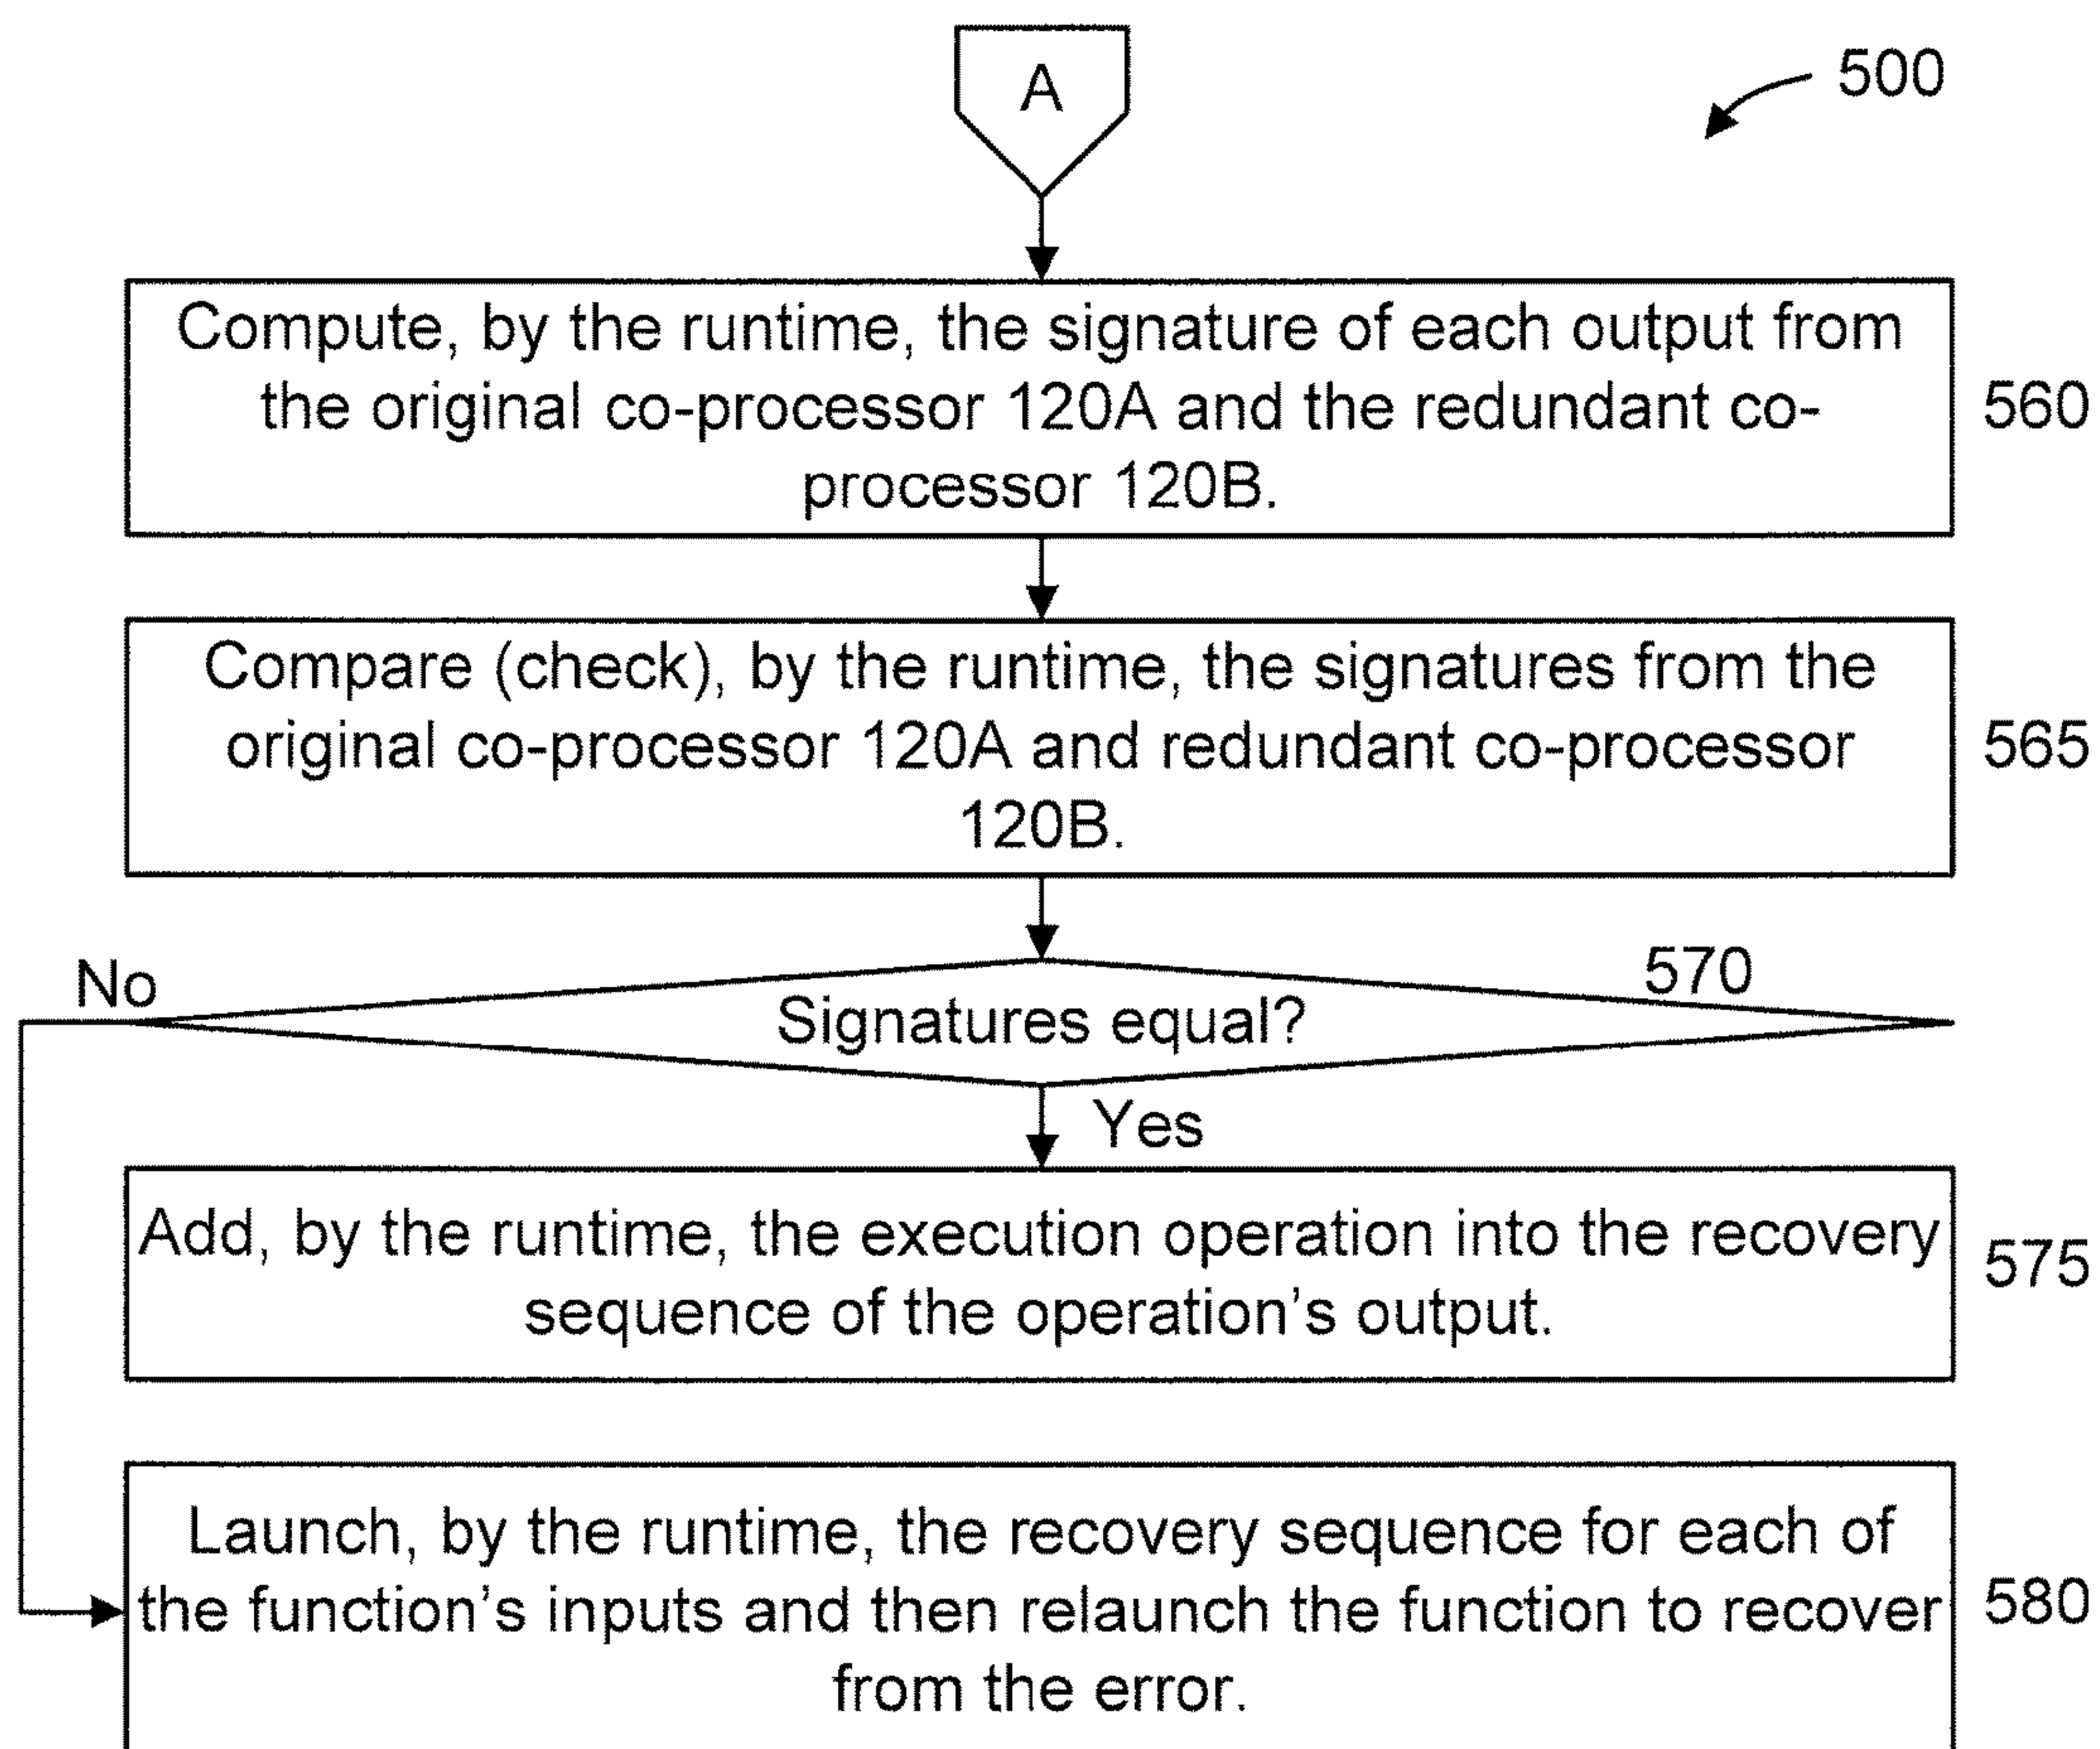 A
500
Compute, by the runtime, the signature of each output from
the original co-processor 120A and the redundant co-
processor 120B.
560
Compare (check), by the runtime, the signatures from the
original co-processor 120A and redundant co-processor
120B.
565
No
570
Signatures equal?
Yes
Add, by the runtime, the execution operation into the recovery
sequence of the operation’s output.
575
Launch, by the runtime, the recovery sequence for each of
the function’s inputs and then relaunch the function to recover
from the error.
580